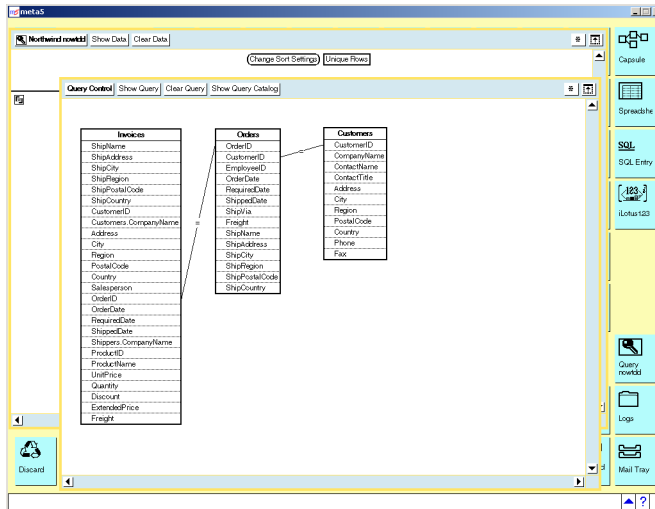 metaS
Northwind nowtdd Show Data Clear Data
Change Sort Settings Unique Rows
Query Control Show Query Clear Query Show Query Catalog
Invoices
ShipName
ShipAddress
ShipCity
ShipRegion
ShipPostalCode
ShipCountry
CustomerID
Customers.CompanyName
Address
City
Region
PostalCode
Country
Salesperson
OrderID
OrderDate
RequiredDate
ShippedDate
Shippers.CompanyName
ProductID
ProductName
UnitPrice
Quantity
Discount
ExtendedPrice
Freight
=
Orders
OrderID
CustomerID
EmployeeID
OrderDate
RequiredDate
ShippedDate
ShipVia
Freight
ShipName
ShipAddress
ShipCity
ShipRegion
ShipPostalCode
ShipCountry
=
Customers
CustomerID
CompanyName
ContactName
ContactTitle
Address
City
Region
PostalCode
Country
Phone
Fax
Capsule
Spreadshe
SQL
SQL Entry
123
iLotus123
Query
nowtdd
Logs
Discard
Mail Tray
?